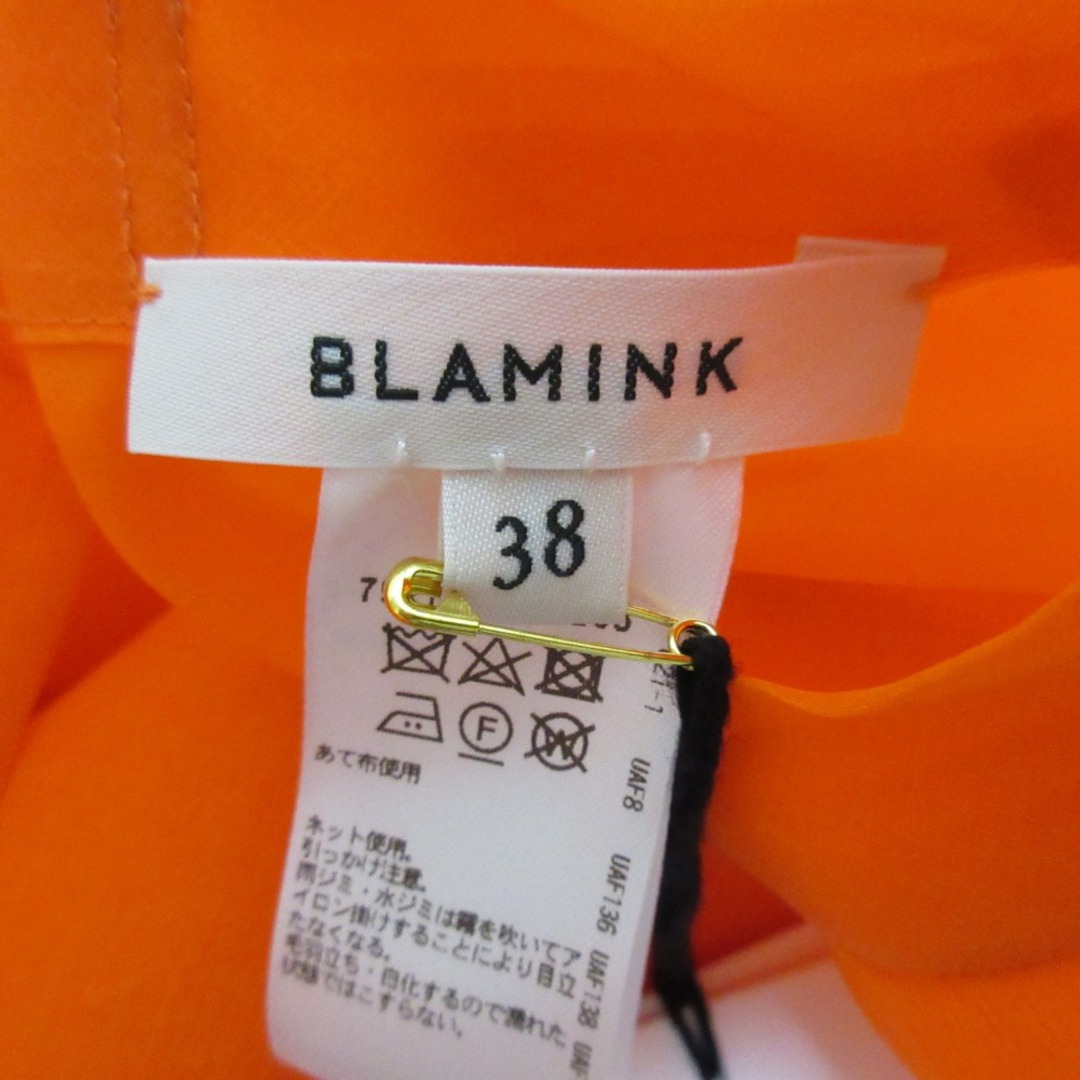 BLAMINK
38
F
W
あて布使用
ネット使用。
引っかけ注意。
雨ジミ・水ジミは霧を吹いてア
イロン掛けすることにより目立
たなくなる。
毛羽立ち・白化するので濡れた
状態ではこすらない。
UAF8 UAF136 UAF138